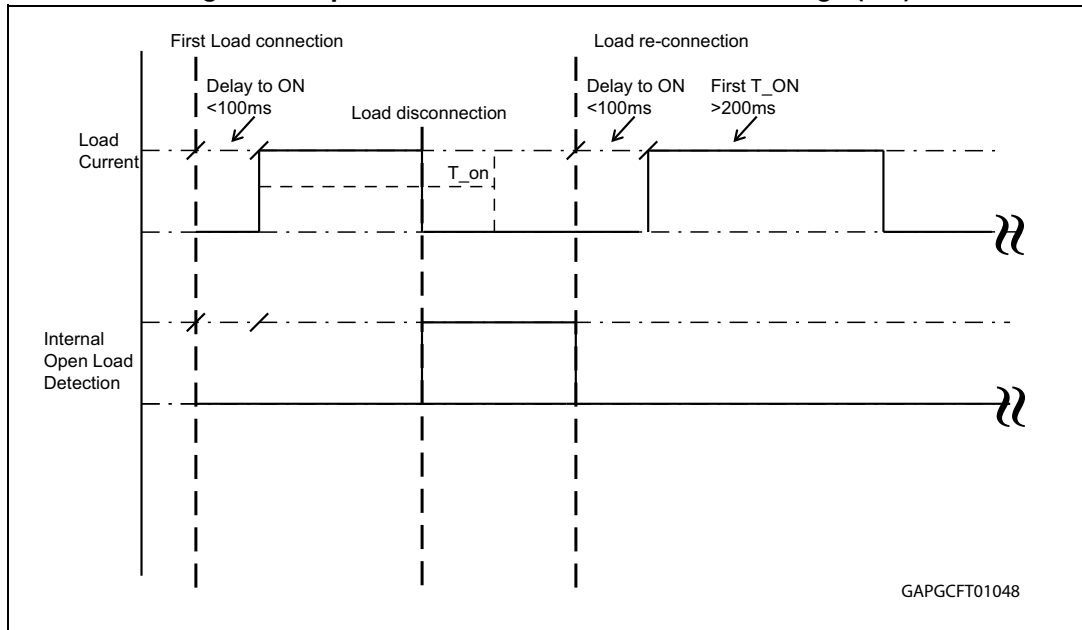 First Load connection
Load re-connection
Delay to ON
<100ms
Delay to ON
<100ms
First T_ON
>200ms
Load disconnection
Load
Current
T_on
Internal
Open Load
Detection
GAPGCFT01048